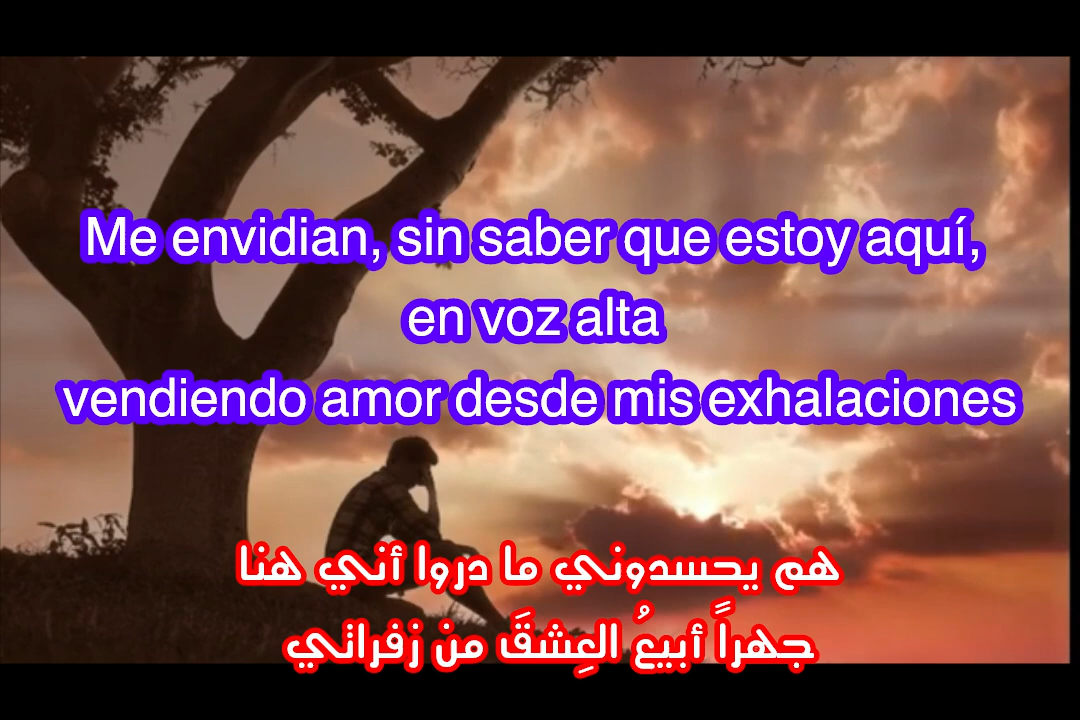 Me envidian, sin saber que estoy aquí,
en voz alta
vendiendo amor desde mis exhalaciones
هم يحسدوني ما دروا أني هنا
جهراً أبيعُ العِشقَ من زفراتي